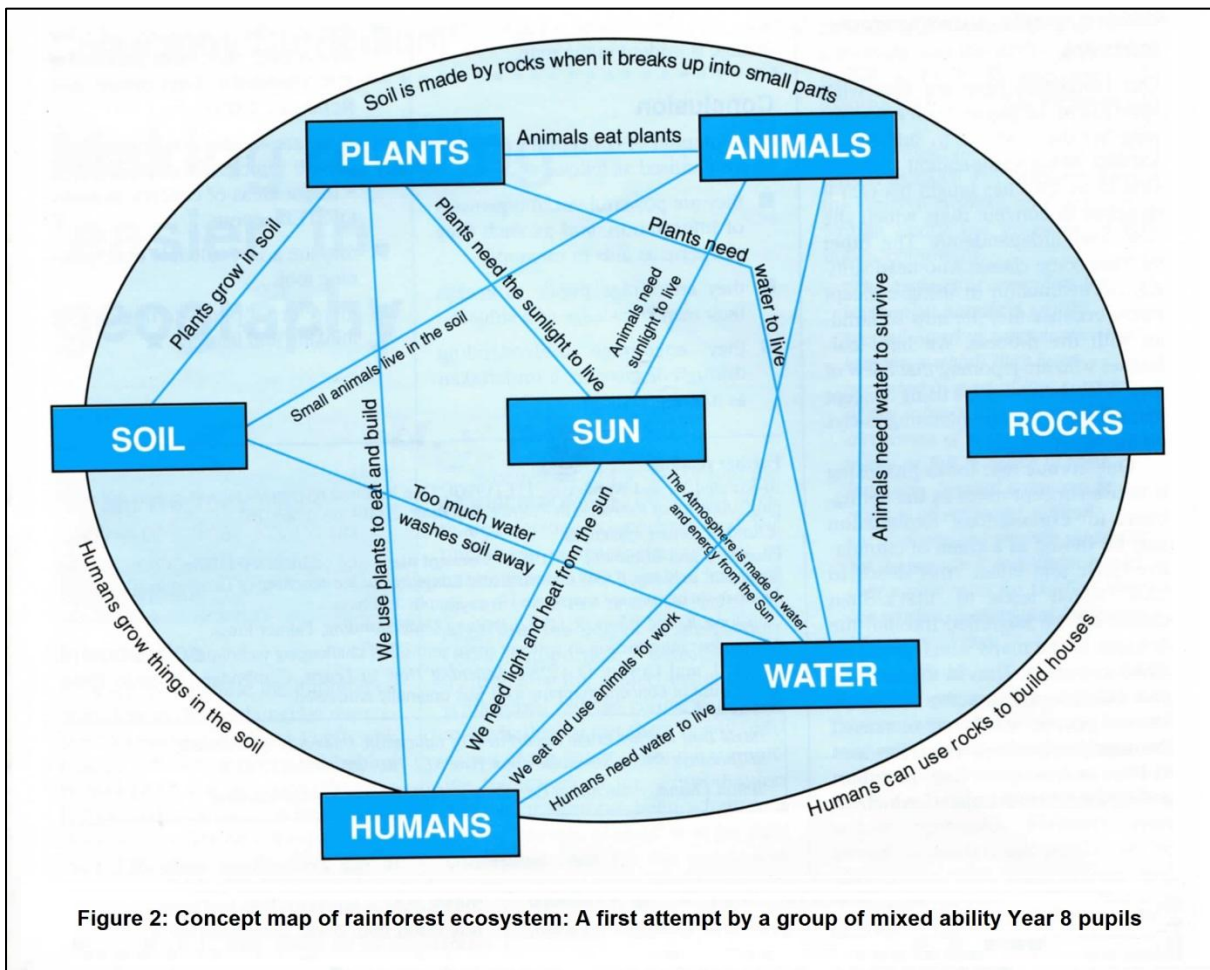 Soil is made by rocks when it breaks up into small parts
PLANTS
Animals eat plants
ANIMALS
Plants grow in soil
Plants need the sunlight to live
Plants need
water to live
Animals need
sunlight to live
Small animals live in the soil
Animals need water to survive
SOIL
SUN
ROCKS
We use plants to eat and build
Too much water
washes soil away
The Atmosphere is made of water
and energy from the Sun
We need light and heat from the sun
We eat and use animals for work
Humans need water to live
WATER
Humans grow things in the soil
Humans can use rocks to build houses
HUMANS
Figure 2: Concept map of rainforest ecosystem: A first attempt by a group of mixed ability Year 8 pupils